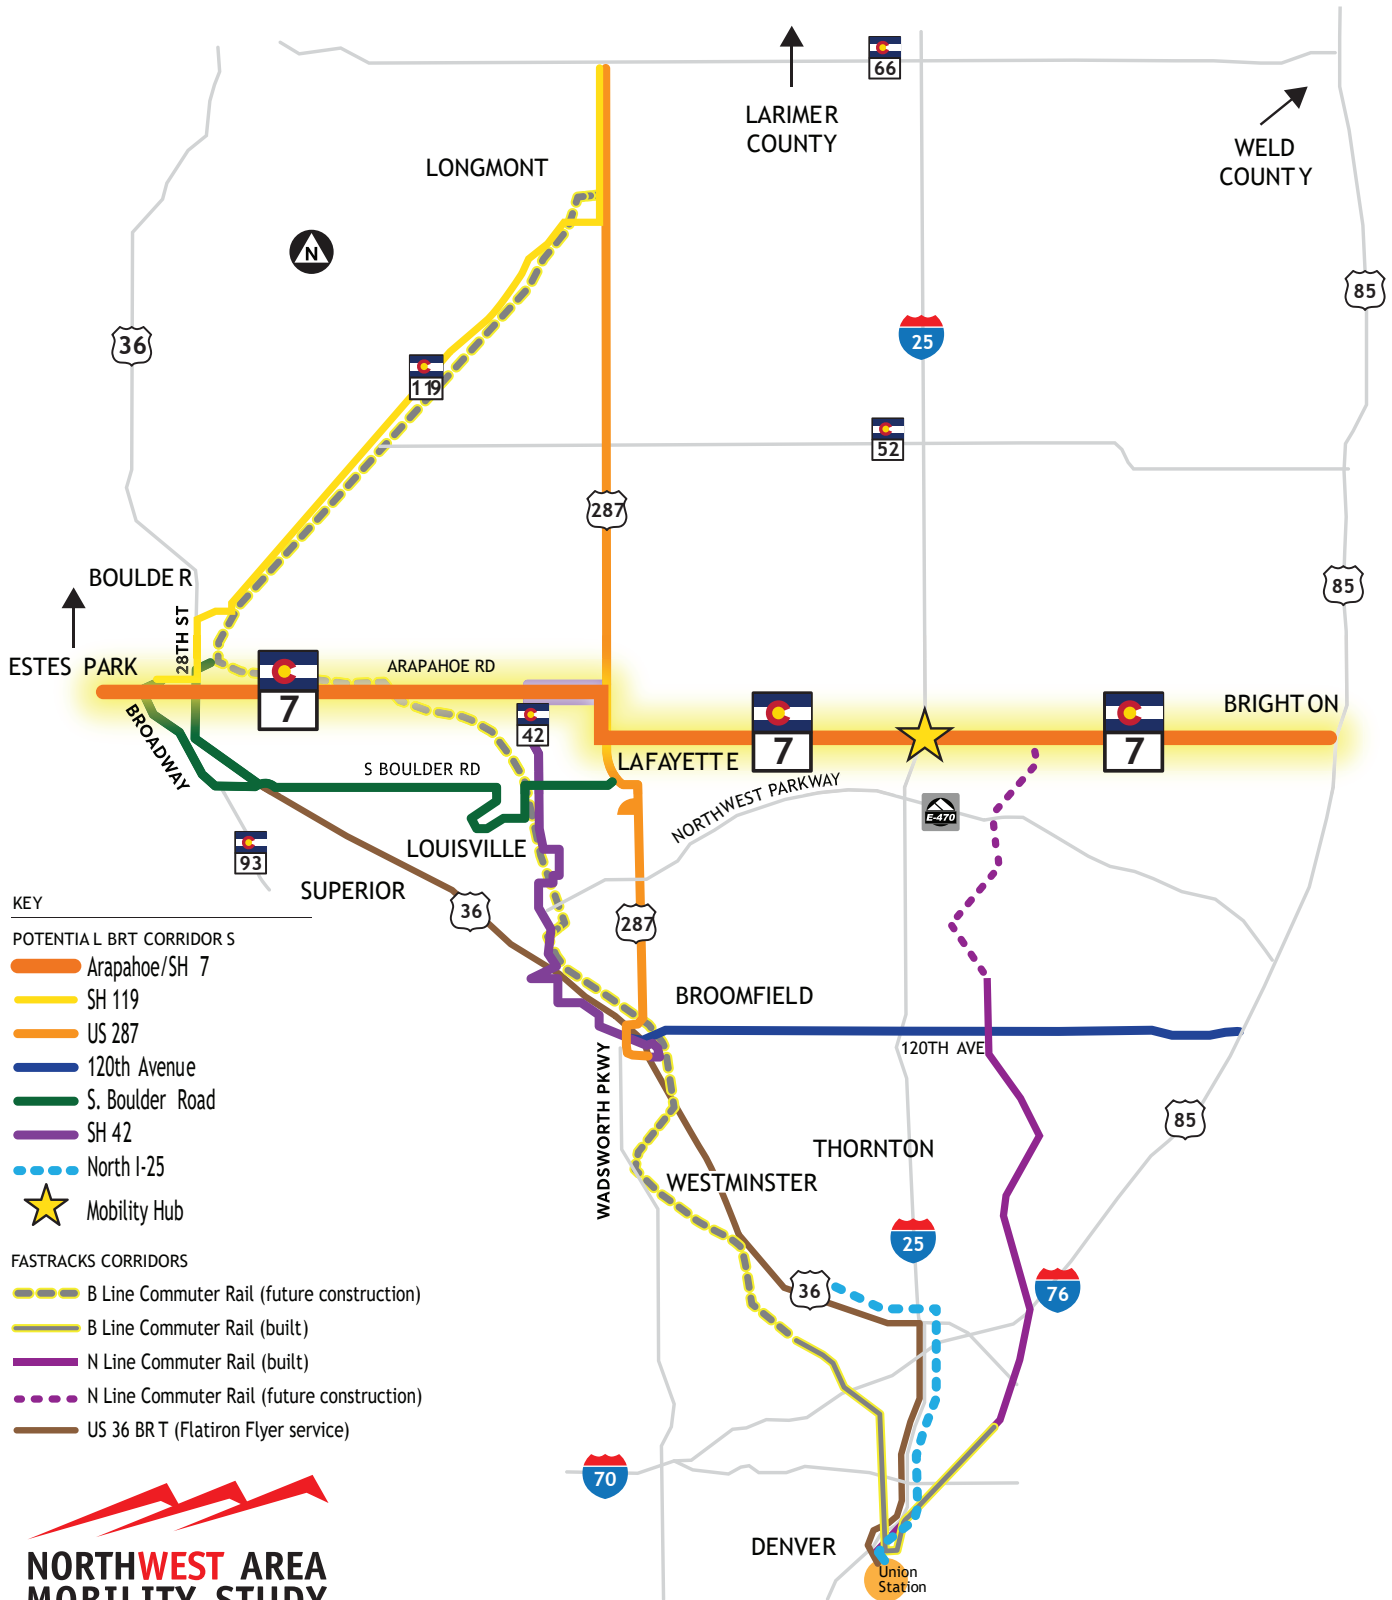 66
LARIMER
COUNTY
WELD
COUNTY
LONGMONT
N
85
36
25
119
52
287
BOULDER
85
28TH ST
ESTES PARK
ARAPAHOE RD
7
BRIGHTON
7
7
42
BROADWAY
LAFAYETTE
S BOULDER RD
NORTHWEST PARKWAY
E-470
93
LOUISVILLE
SUPERIOR
36
287
KEY
POTENTIAL BRT CORRIDORS
Arapahoe/SH 7
SH 119
US 287
120th Avenue
S. Boulder Road
SH 42
North I-25
Mobility Hub
BROOMFIELD
120TH AVE
WADSWORTH PKWY
85
THORNTON
WESTMINSTER
25
76
36
FASTRACKS CORRIDORS
B Line Commuter Rail (future construction)
B Line Commuter Rail (built)
N Line Commuter Rail (built)
N Line Commuter Rail (future construction)
US 36 BRT (Flatiron Flyer service)
70
DENVER
Union
Station
NORTHWEST AREA
MOBILITY STUDY